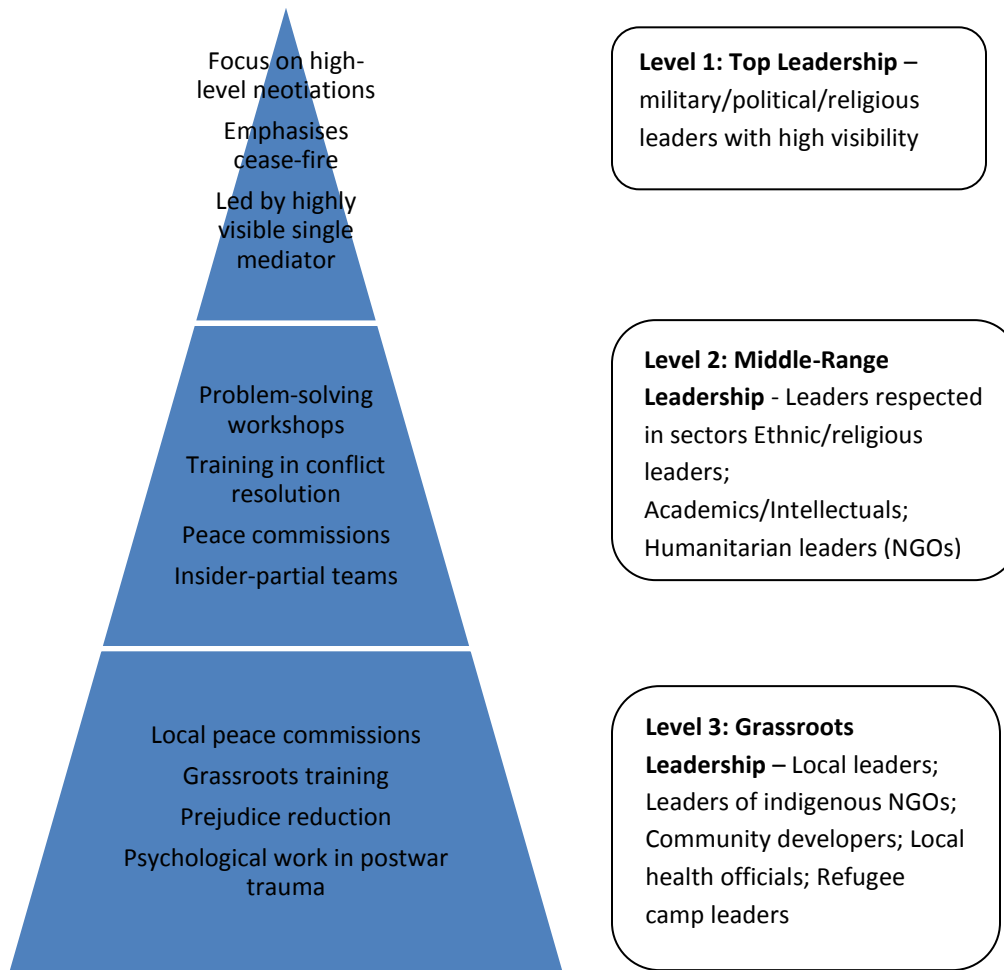 Focus on high-
level neotiations
Emphasises
cease-fire
Led by highly
visible single
mediator
Level 1: Top Leadership –
military/political/religious
leaders with high visibility
Problem-solving
workshops
Training in conflict
resolution
Peace commissions
Insider-partial teams
Level 2: Middle-Range
Leadership - Leaders respected
in sectors Ethnic/religious
leaders;
Academics/Intellectuals;
Humanitarian leaders (NGOs)
Local peace commissions
Grassroots training
Prejudice reduction
Psychological work in postwar
trauma
Level 3: Grassroots
Leadership – Local leaders;
Leaders of indigenous NGOs;
Community developers; Local
health officials; Refugee
camp leaders